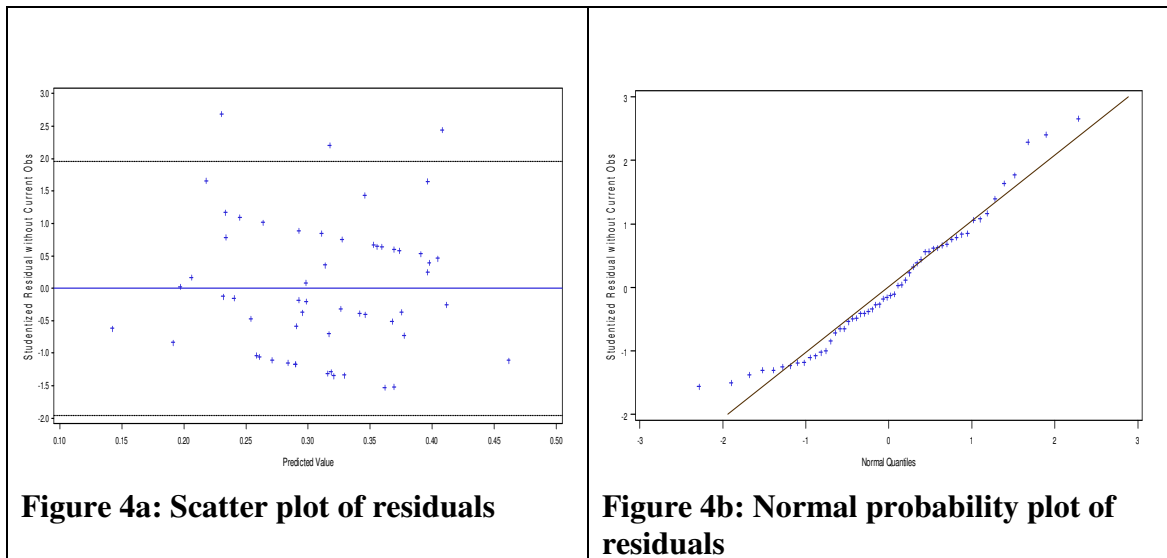 3.0
2.5
2.0
1.5
1.0
0.5
0.0
-0.5
-1.0
-1.5
-2.0
Studentized Residual without Current Obs
0.10 0.15 0.20 0.25 0.30 0.35 0.40 0.45 0.50
Predicted Value
Figure 4a: Scatter plot of residuals
3
2
1
0
-1
-2
Studentized Residual without Current Obs
-3 -2 -1 0 1 2 3
Normal Quantiles
Figure 4b: Normal probability plot of
residuals